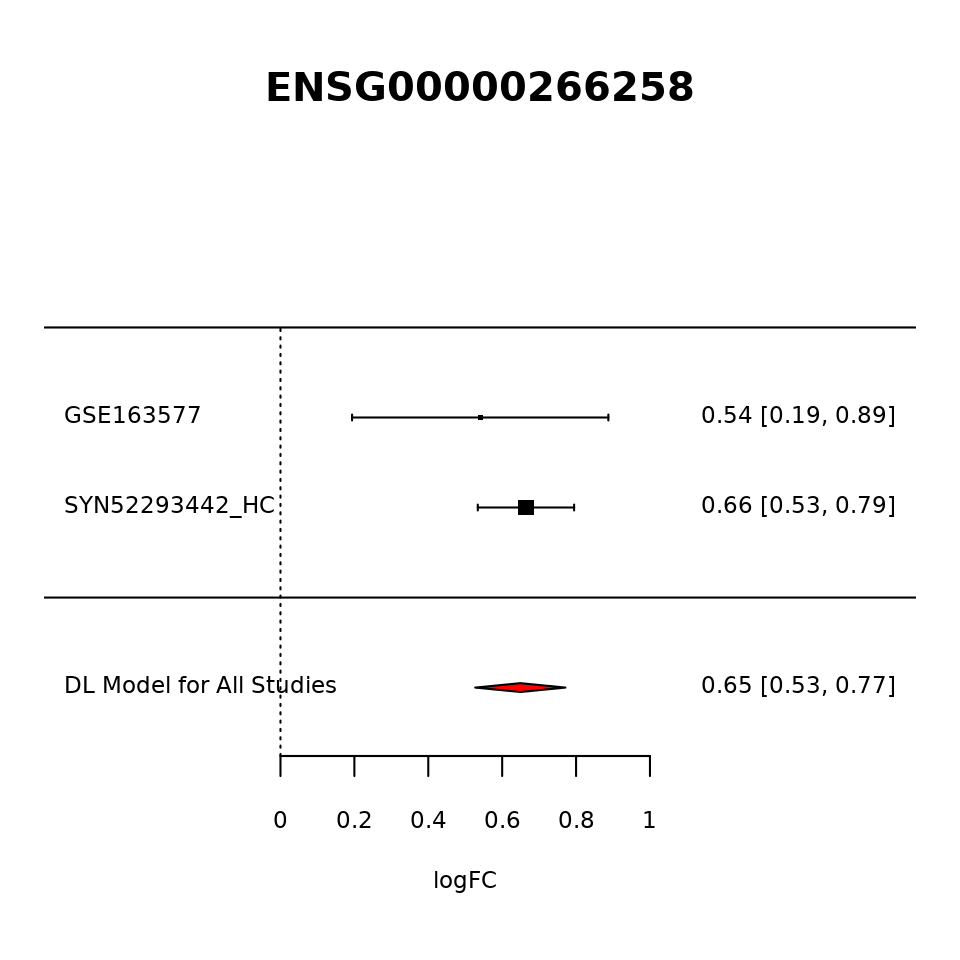 ENSG00000266258
GSE163577 0.54 [0.19, 0.89]
SYN52293442_HC 0.66 [0.53, 0.79]
DL Model for All Studies 0.65 [0.53, 0.77]
0 0.2 0.4 0.6 0.8 1
logFC